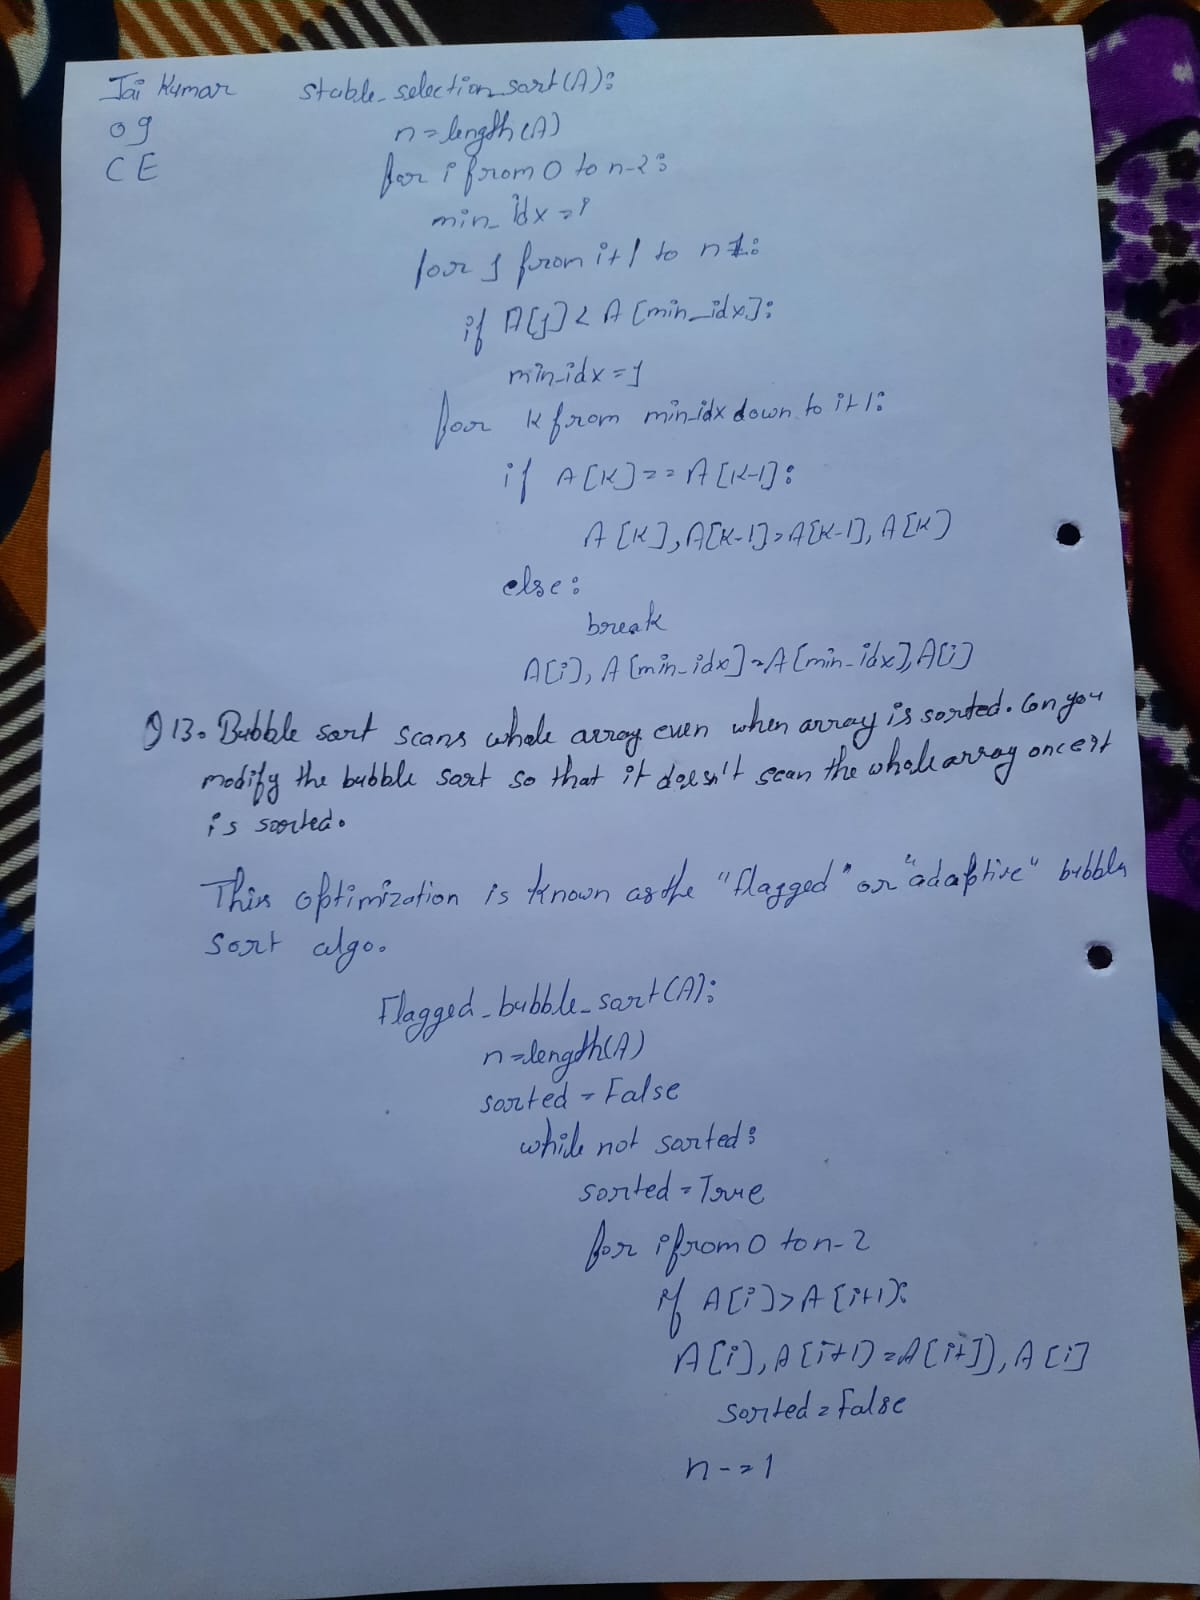 Jai Kumar
09
CE
stable_selection_sort(A):
n=length(A)
for i from 0 to n-2:
min_idx = i
for j from i+1 to n-1:
if A[j] < A[min_idx]:
min_idx = j
for k from min_idx down to i+1:
if A[k] == A[k-1]:
A[k], A[k-1] = A[k-1], A[k]
else:
break
A[i], A[min_idx] = A[min_idx], A[i]
Q 13. Bubble sort scans whole array even when array is sorted. Can you
modify the bubble sort so that it doesn't scan the whole array once it
is sorted.
This optimization is known as the "flagged" or "adaptive" bubble
sort algo.
Flagged_bubble_sort(A):
n=length(A)
sorted = False
while not sorted:
sorted = True
for i from 0 to n-2
if A[i] > A[i+1]:
A[i], A[i+1] = A[i+1], A[i]
sorted = False
n -= 1